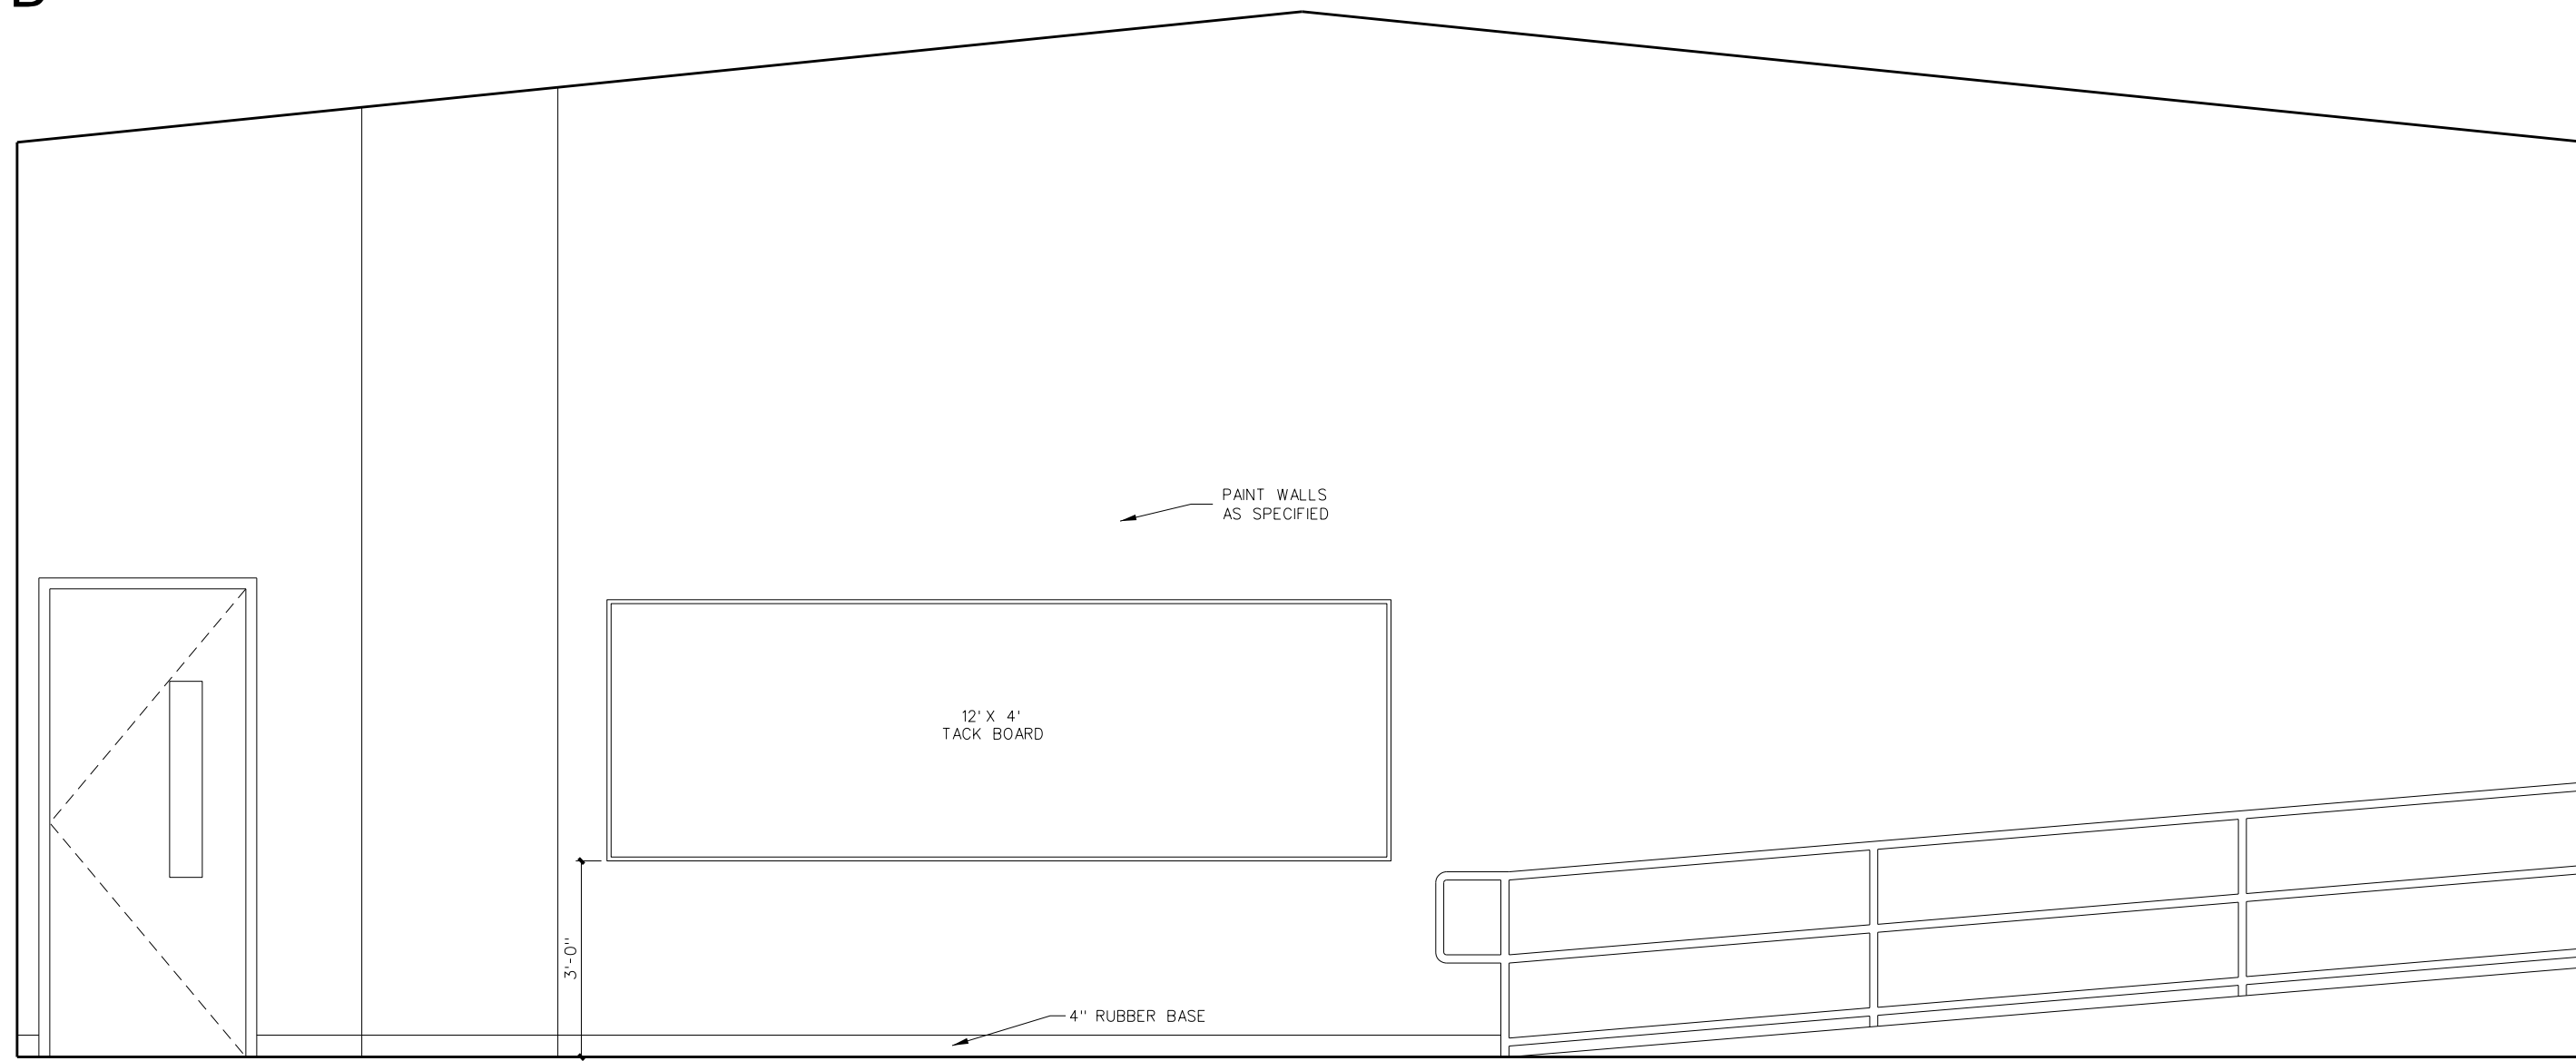 PAINT WALLS
AS SPECIFIED
12' X 4'
TACK BOARD
3'-0"
4" RUBBER BASE